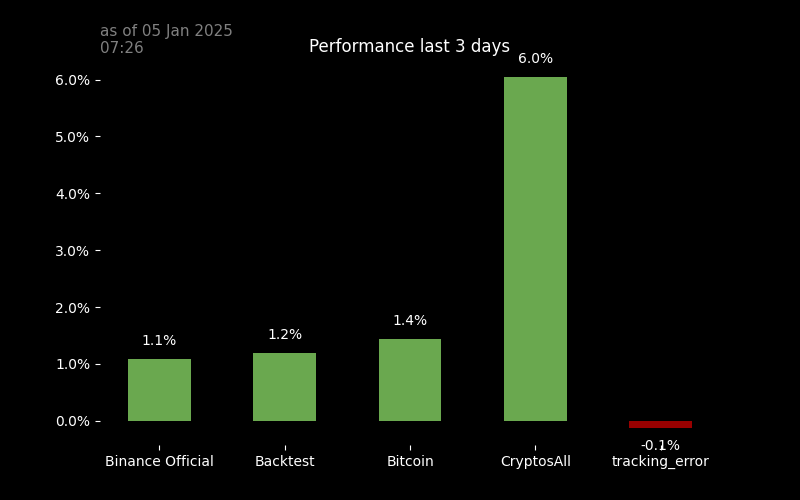 as of 05 Jan 2025
07:26
Performance last 3 days
6.0%
6.0%
5.0%
4.0%
3.0%
2.0%
1.0%
0.0%
1.1%
1.2%
1.4%
-0.1%
Binance Official
Backtest
Bitcoin
CryptosAll
tracking_error